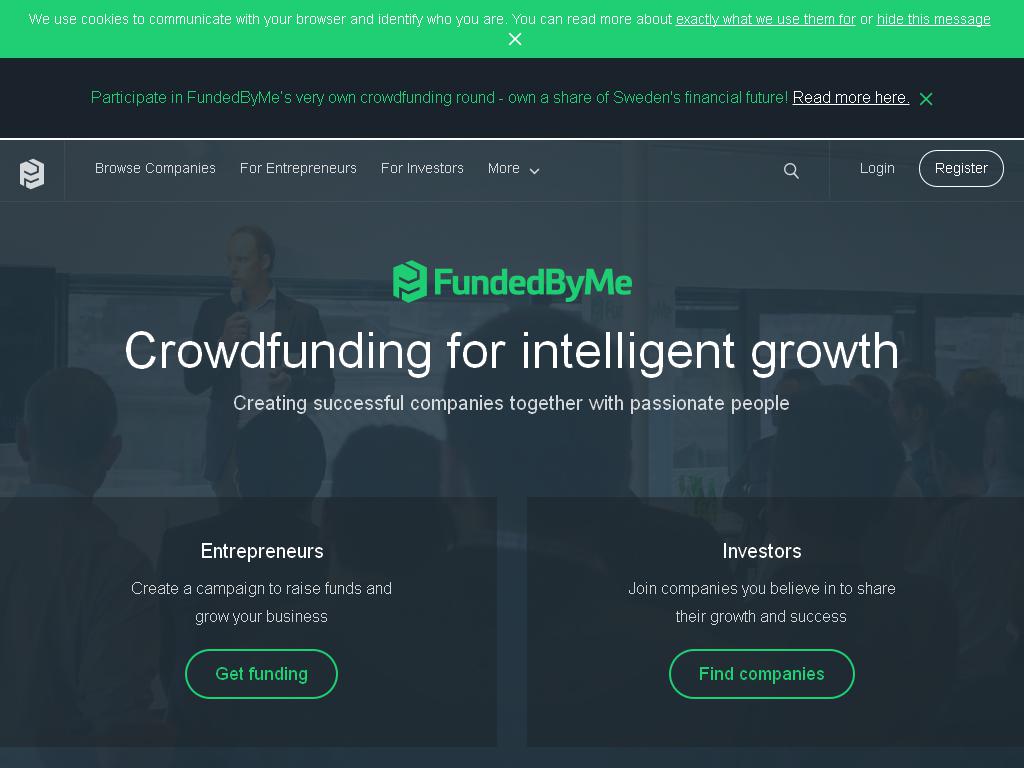 We use cookies to communicate with your browser and identify who you are. You can read more about exactly what we use them for or hide this message
Participate in FundedByMe's very own crowdfunding round - own a share of Sweden's financial future! Read more here.
Browse Companies For Entrepreneurs For Investors More Login Register
FundedByMe
Crowdfunding for intelligent growth
Creating successful companies together with passionate people
Entrepreneurs
Create a campaign to raise funds and
grow your business
Get funding
Investors
Join companies you believe in to share
their growth and success
Find companies